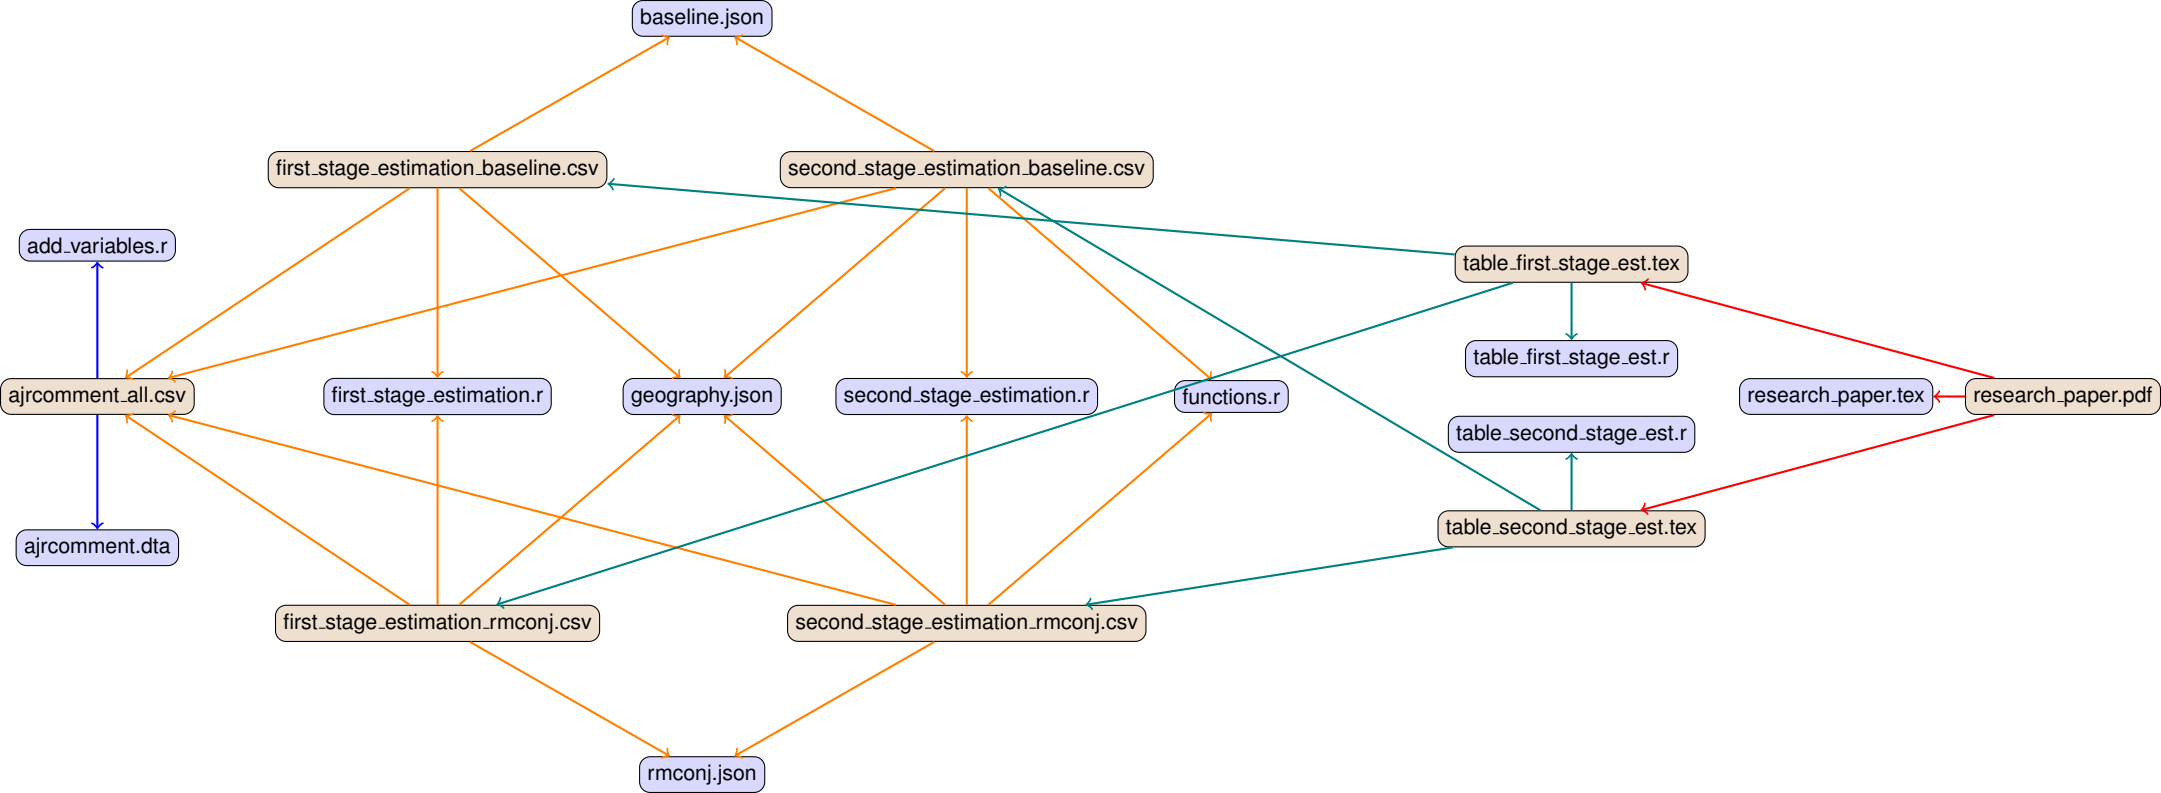 baseline.json
first_stage_estimation_baseline.csv
second_stage_estimation_baseline.csv
add_variables.r
table_first_stage_est.tex
table_first_stage_est.r
ajrcomment_all.csv
first_stage_estimation.r
geography.json
second_stage_estimation.r
functions.r
research_paper.tex
research_paper.pdf
table_second_stage_est.r
table_second_stage_est.tex
ajrcomment.dta
first_stage_estimation_rmconj.csv
second_stage_estimation_rmconj.csv
rmconj.json